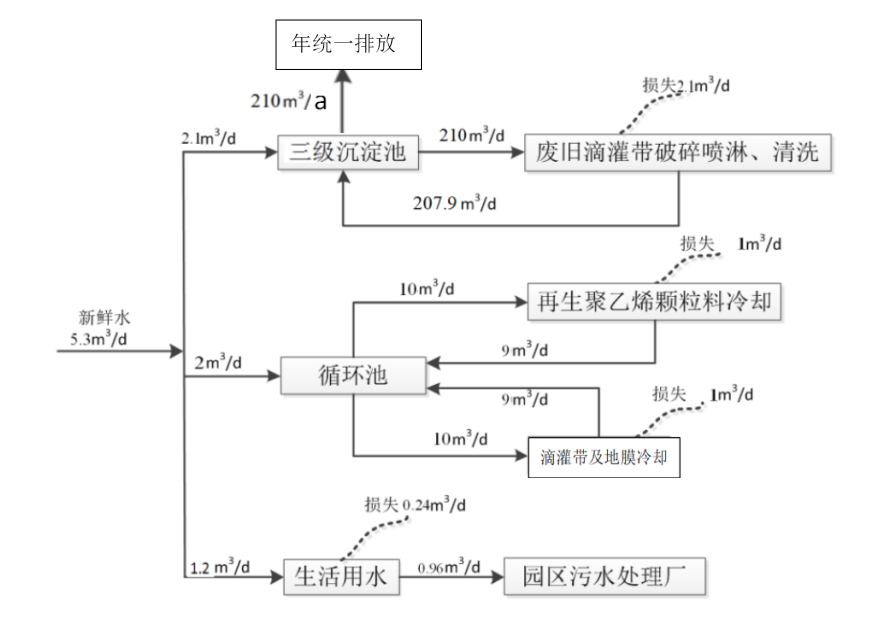 年统一排放
210m³/a
损失2.1m³/d
2.1m³/d
三级沉淀池
210m³/d
废旧滴灌带破碎喷淋、清洗
207.9 m³/d
损失 1m³/d
10m³/d
再生聚乙烯颗粒料冷却
新鲜水
5.3m³/d
9m³/d
2m³/d
循环池
9m³/d
损失 1m³/d
10m³/d
滴灌带及地膜冷却
损失0.24m³/d
1.2 m³/d
生活用水
0.96m³/d
园区污水处理厂